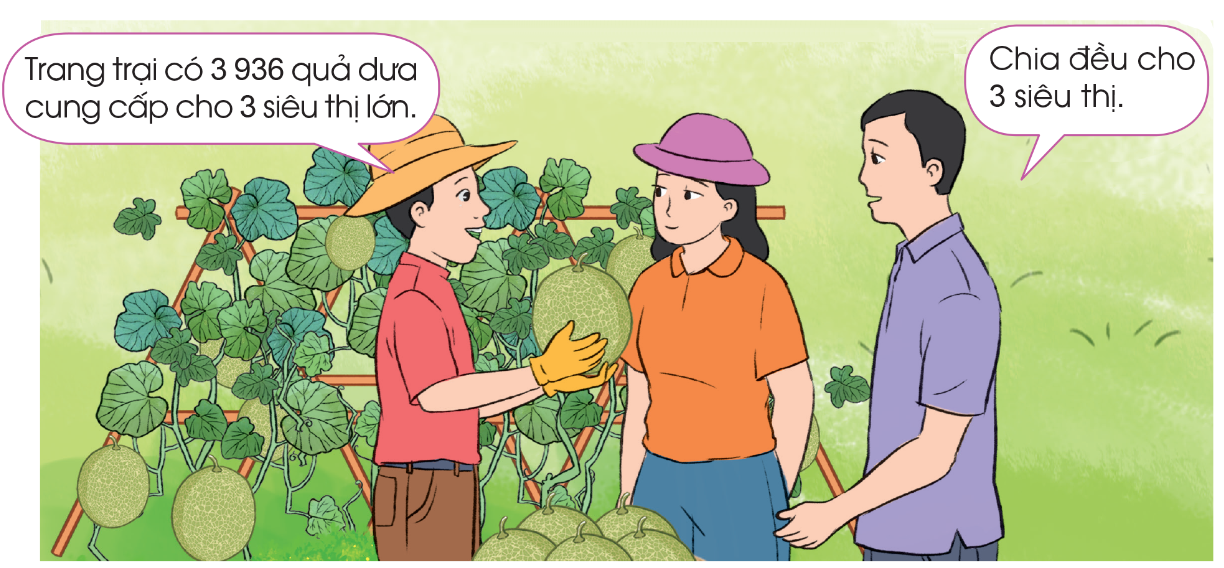 Trang trại có 3 936 quả dưa
cung cấp cho 3 siêu thị lớn.
Chia đều cho
3 siêu thị.